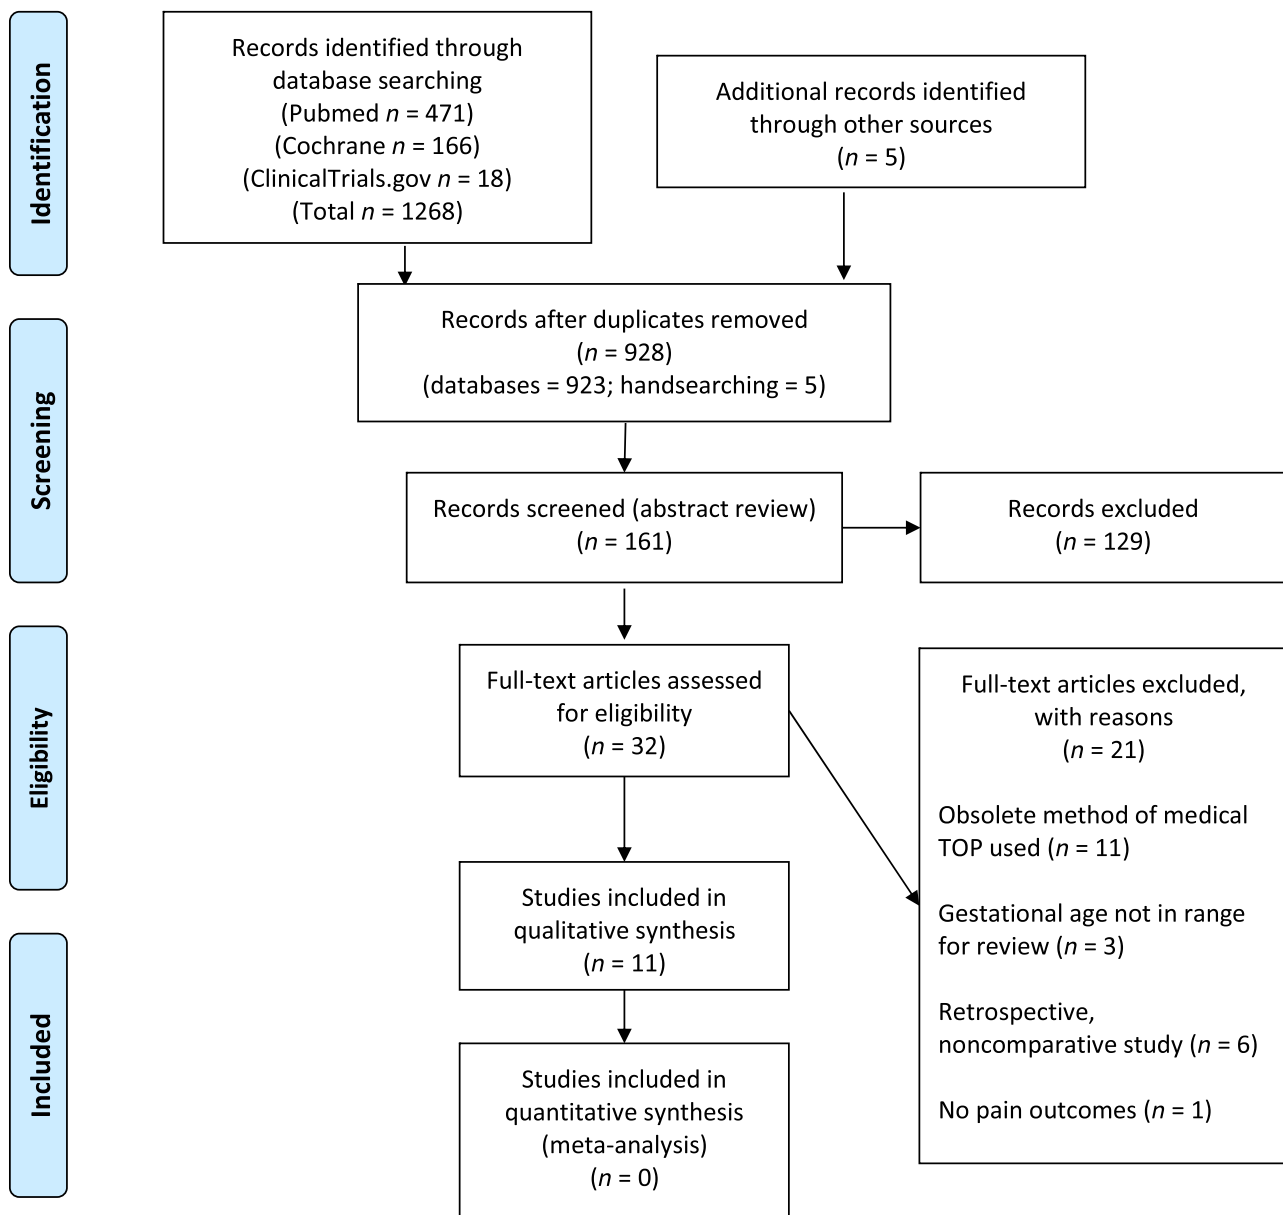 Identification
Records identified through
database searching
(Pubmed n = 471)
(Cochrane n = 166)
(ClinicalTrials.gov n = 18)
(Total n = 1268)
Additional records identified
through other sources
(n = 5)
Screening
Records after duplicates removed
(n = 928)
(databases = 923; handsearching = 5)
Records screened (abstract review)
(n = 161)
Records excluded
(n = 129)
Eligibility
Full-text articles assessed
for eligibility
(n = 32)
Full-text articles excluded,
with reasons
(n = 21)
Obsolete method of medical
TOP used (n = 11)
Gestational age not in range
for review (n = 3)
Retrospective,
noncomparative study (n = 6)
No pain outcomes (n = 1)
Studies included in
qualitative synthesis
(n = 11)
Included
Studies included in
quantitative synthesis
(meta-analysis)
(n = 0)